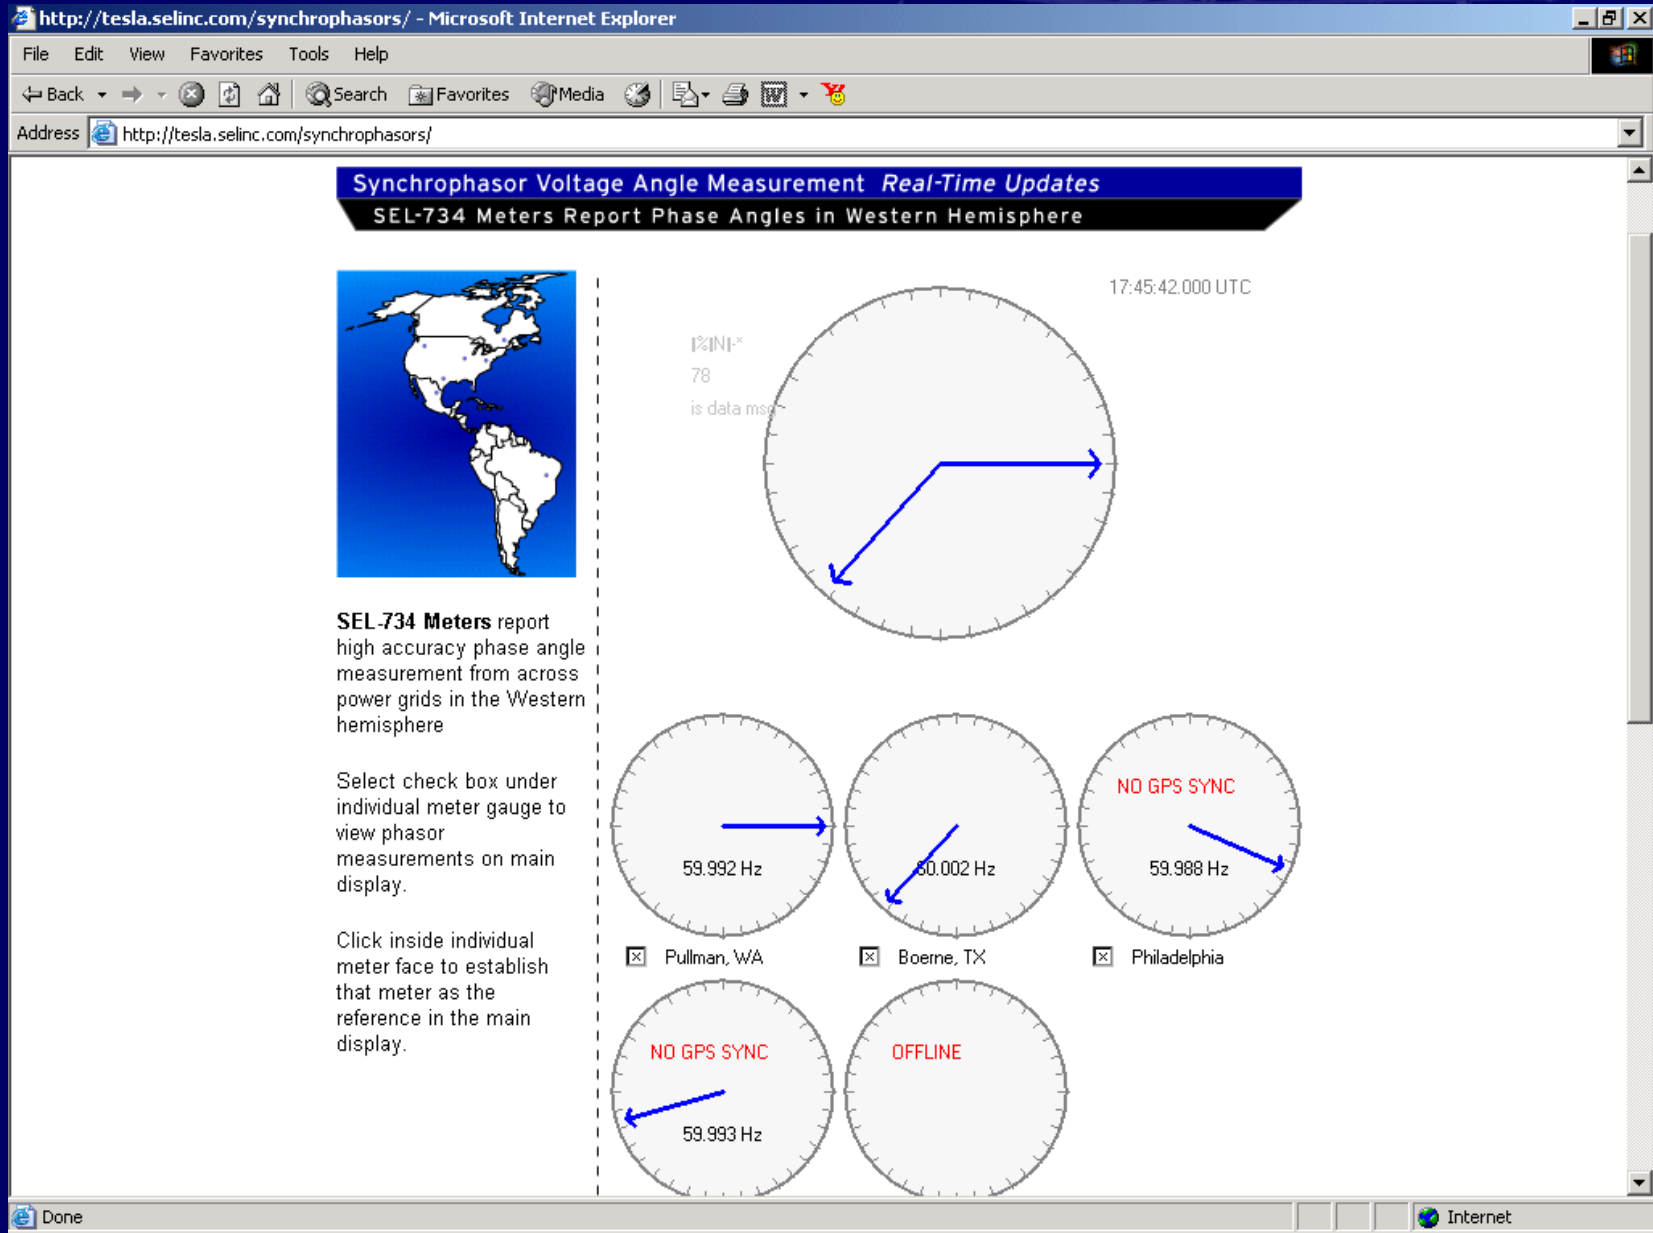 http://tesla.selinc.com/synchrophasors/ - Microsoft Internet Explorer
File Edit View Favorites Tools Help
Back Search Favorites Media
Address http://tesla.selinc.com/synchrophasors/
Synchrophasor Voltage Angle Measurement Real-Time Updates
SEL-734 Meters Report Phase Angles in Western Hemisphere
17:45:42.000 UTC
78
is data msg
SEL-734 Meters report
high accuracy phase angle
measurement from across
power grids in the Western
hemisphere
Select check box under
individual meter gauge to
view phasor
measurements on main
display.
Click inside individual
meter face to establish
that meter as the
reference in the main
display.
59.992 Hz
Pullman, WA
60.002 Hz
Boerne, TX
NO GPS SYNC
59.988 Hz
Philadelphia
NO GPS SYNC
59.993 Hz
OFFLINE
Done
Internet